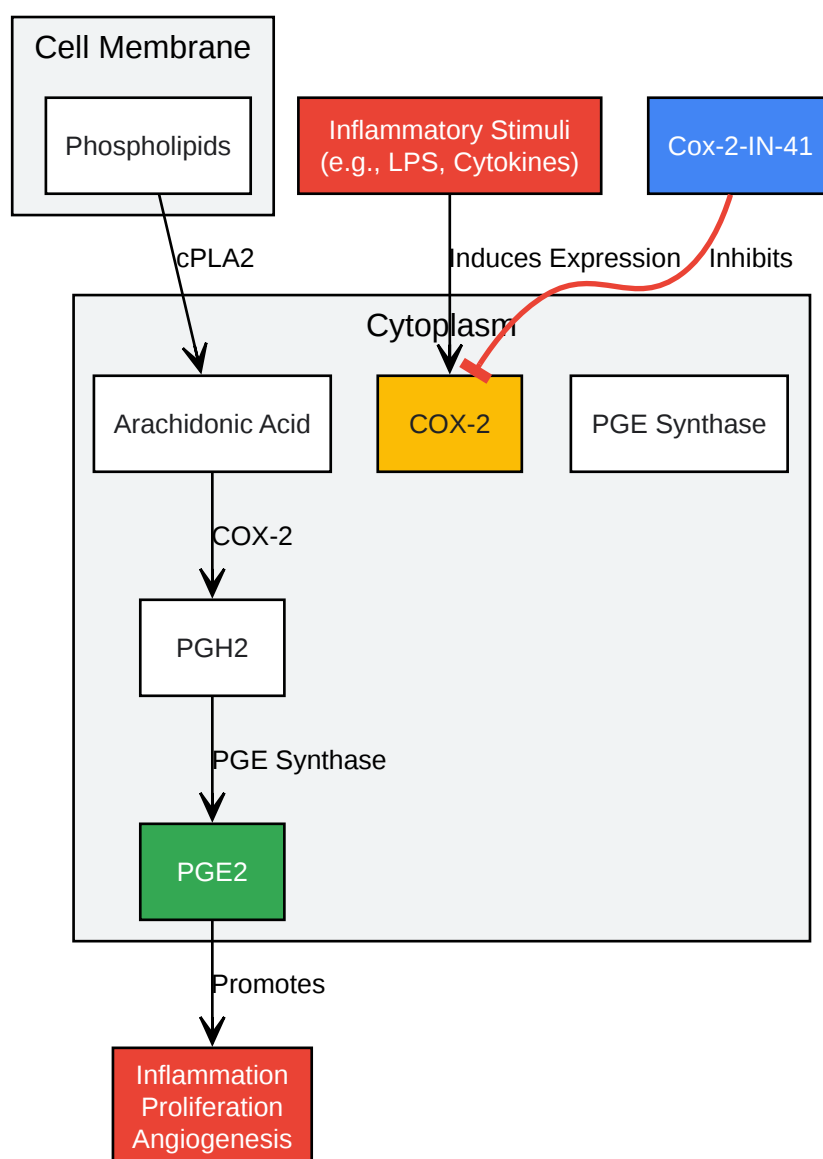 Cell Membrane
Phospholipids
Inflammatory Stimuli
(e.g., LPS, Cytokines)
Cox-2-IN-41
cPLA2
Induces Expression
Inhibits
Cytoplasm
Arachidonic Acid
COX-2
PGE Synthase
COX-2
PGH2
PGE Synthase
PGE2
Promotes
Inflammation
Proliferation
Angiogenesis